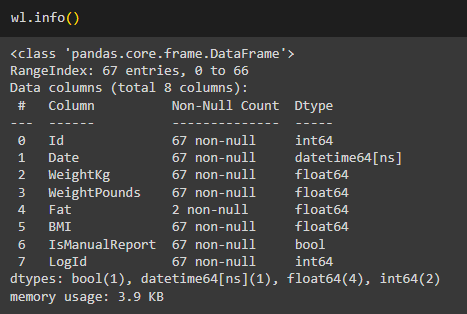 wl.info()
<class 'pandas.core.frame.DataFrame'>
RangeIndex: 67 entries, 0 to 66
Data columns (total 8 columns):
 #   Column          Non-Null Count  Dtype
---  ------          --------------  -----
 0   Id              67 non-null     int64
 1   Date            67 non-null     datetime64[ns]
 2   WeightKg        67 non-null     float64
 3   WeightPounds    67 non-null     float64
 4   Fat             2 non-null      float64
 5   BMI             67 non-null     float64
 6   IsManualReport  67 non-null     bool
 7   LogId           67 non-null     int64
dtypes: bool(1), datetime64[ns](1), float64(4), int64(2)
memory usage: 3.9 KB